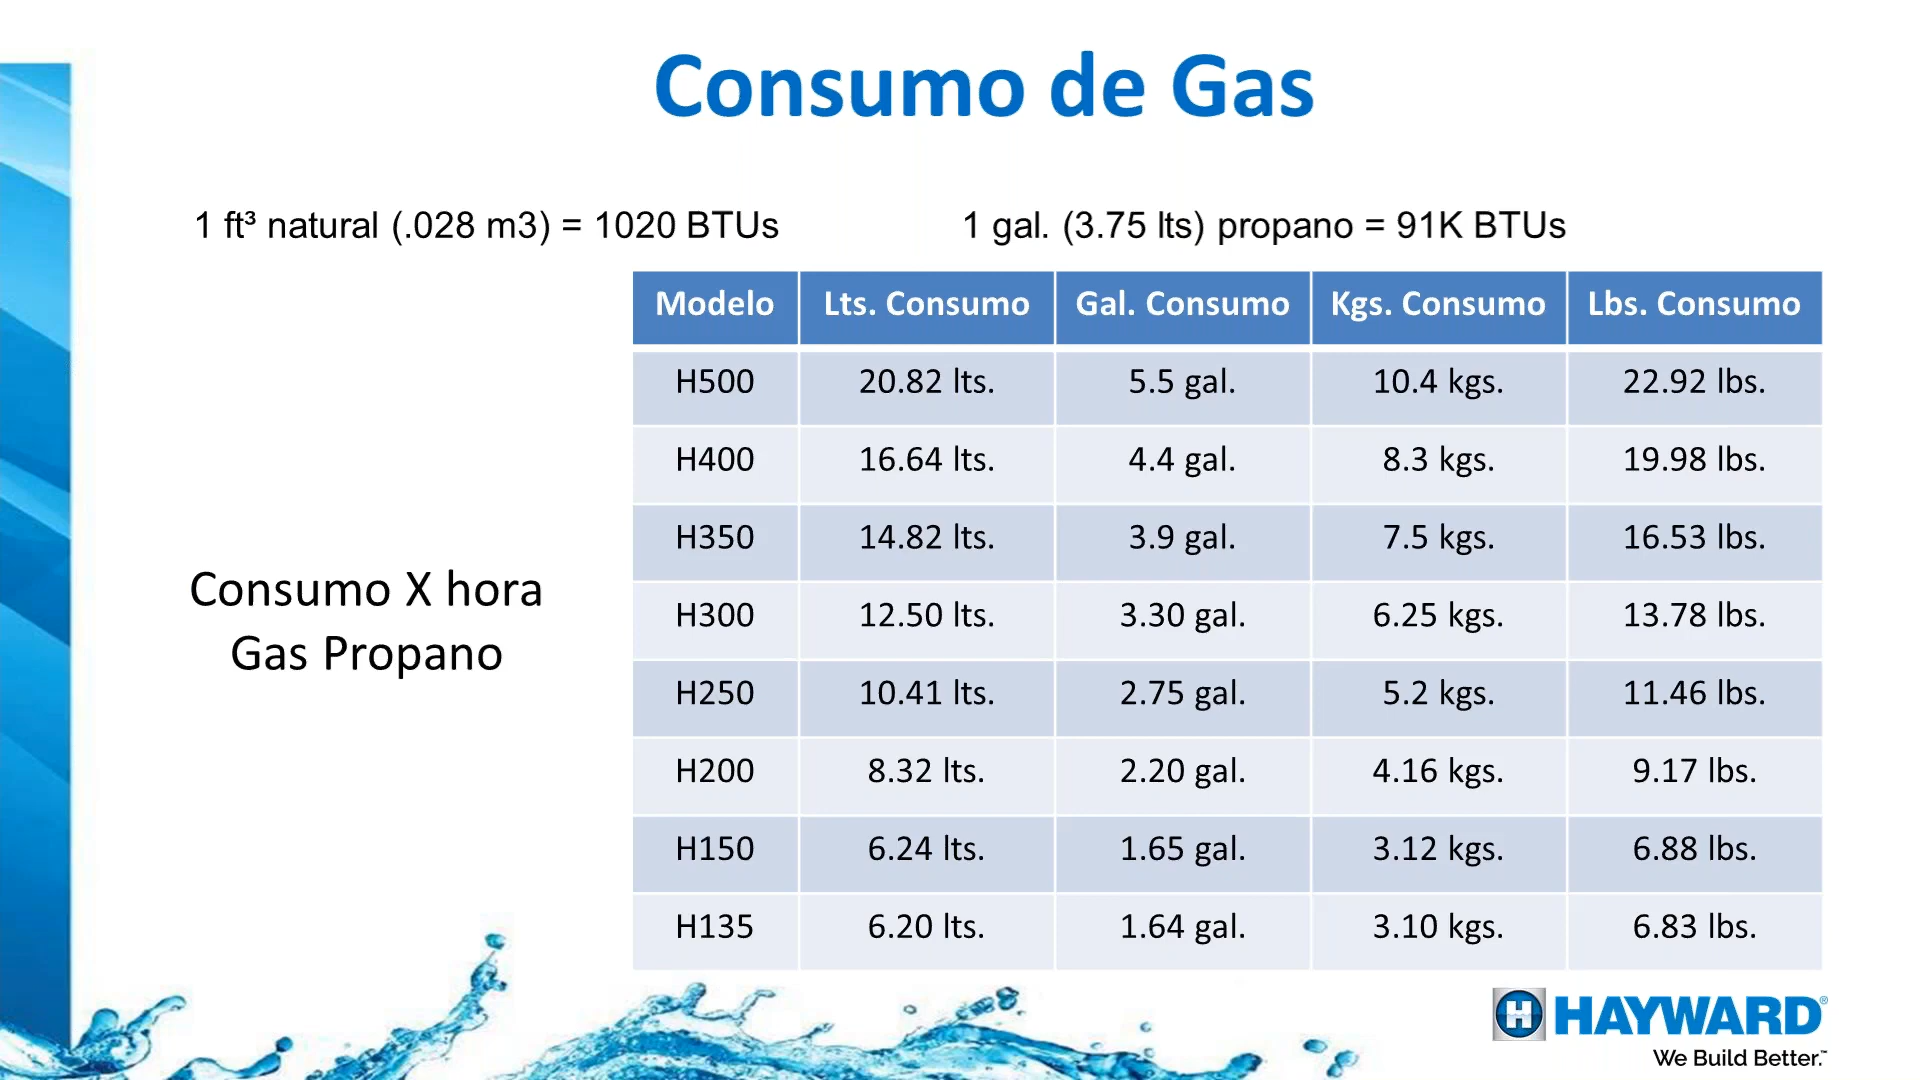 Consumo de Gas
1 ft³ natural (.028 m3) = 1020 BTUs
1 gal. (3.75 lts) propano = 91K BTUs
Consumo X hora
Gas Propano
Modelo Lts. Consumo Gal. Consumo Kgs. Consumo Lbs. Consumo
H500 20.82 lts. 5.5 gal. 10.4 kgs. 22.92 lbs.
H400 16.64 lts. 4.4 gal. 8.3 kgs. 19.98 lbs.
H350 14.82 lts. 3.9 gal. 7.5 kgs. 16.53 lbs.
H300 12.50 lts. 3.30 gal. 6.25 kgs. 13.78 lbs.
H250 10.41 lts. 2.75 gal. 5.2 kgs. 11.46 lbs.
H200 8.32 lts. 2.20 gal. 4.16 kgs. 9.17 lbs.
H150 6.24 lts. 1.65 gal. 3.12 kgs. 6.88 lbs.
H135 6.20 lts. 1.64 gal. 3.10 kgs. 6.83 lbs.
H HAYWARD®
We Build Better.™